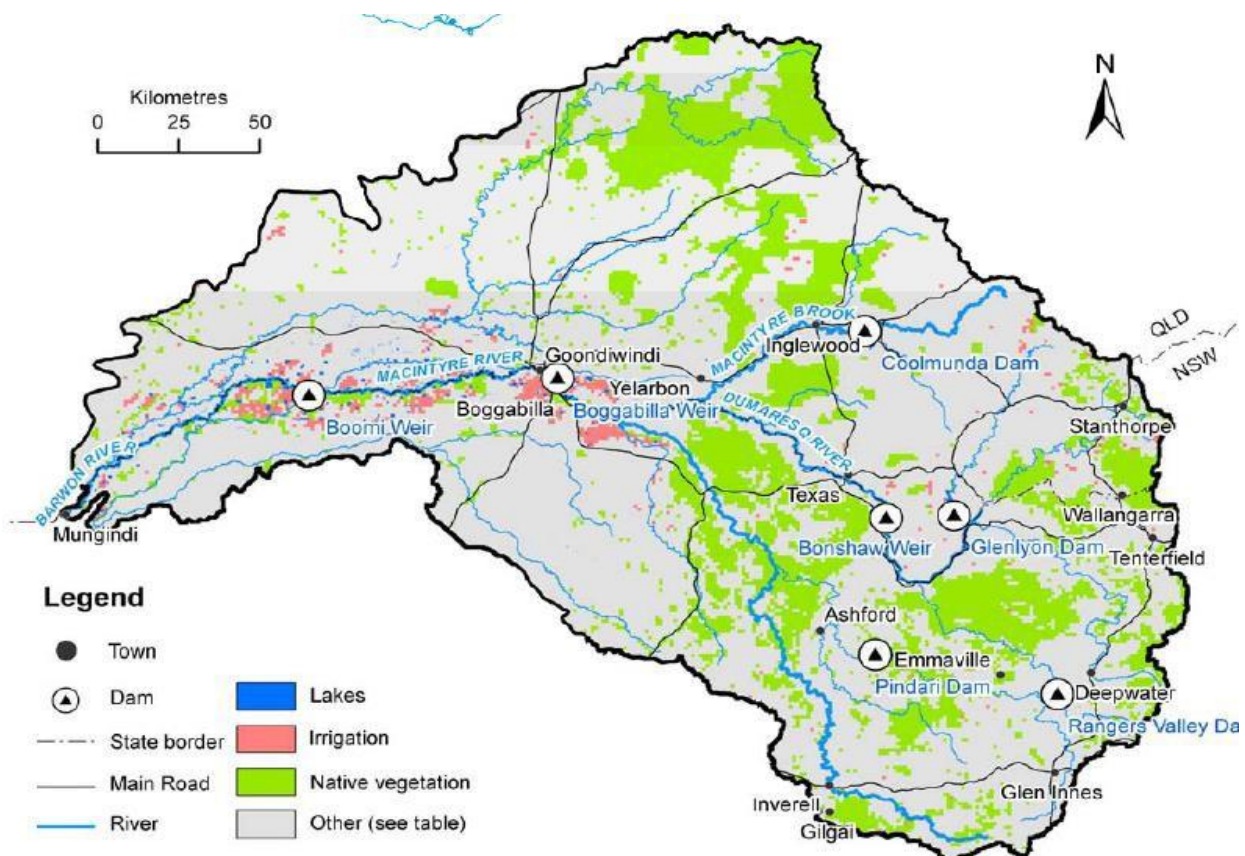 Kilometres
0 25 50
N
QLD
NSW
MACINTYRE BROOK
Inglewood
Coolmunda Dam
Goondiwindi
MACINTYRE RIVER
Yelarbon
Boggabilla
Boggabilla Weir
DUMARESQ RIVER
Boomi Weir
Stanthorpe
BARWON RIVER
Texas
Mungindi
Bonshaw Weir
Glenlyon Dam
Wallangarra
Tenterfield
Ashford
Emmaville
Pindari Dam
Deepwater
Rangers Valley Da
Glen Innes
Inverell
Gilgai
Legend
Town
Dam
State border
Main Road
River
Lakes
Irrigation
Native vegetation
Other (see table)